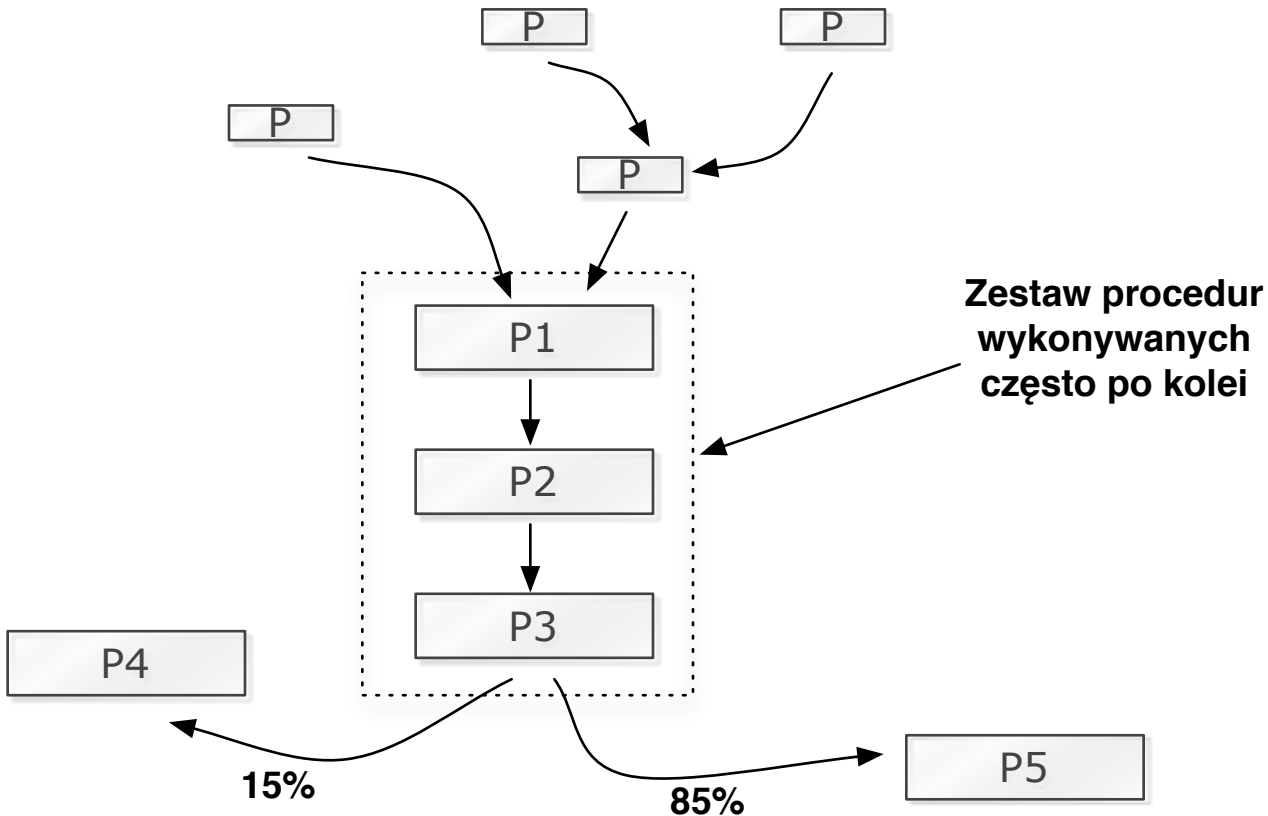 P
P
P
P
Zestaw procedur
wykonywanych
często po kolei
P1
P2
P3
P4
15%
85%
P5